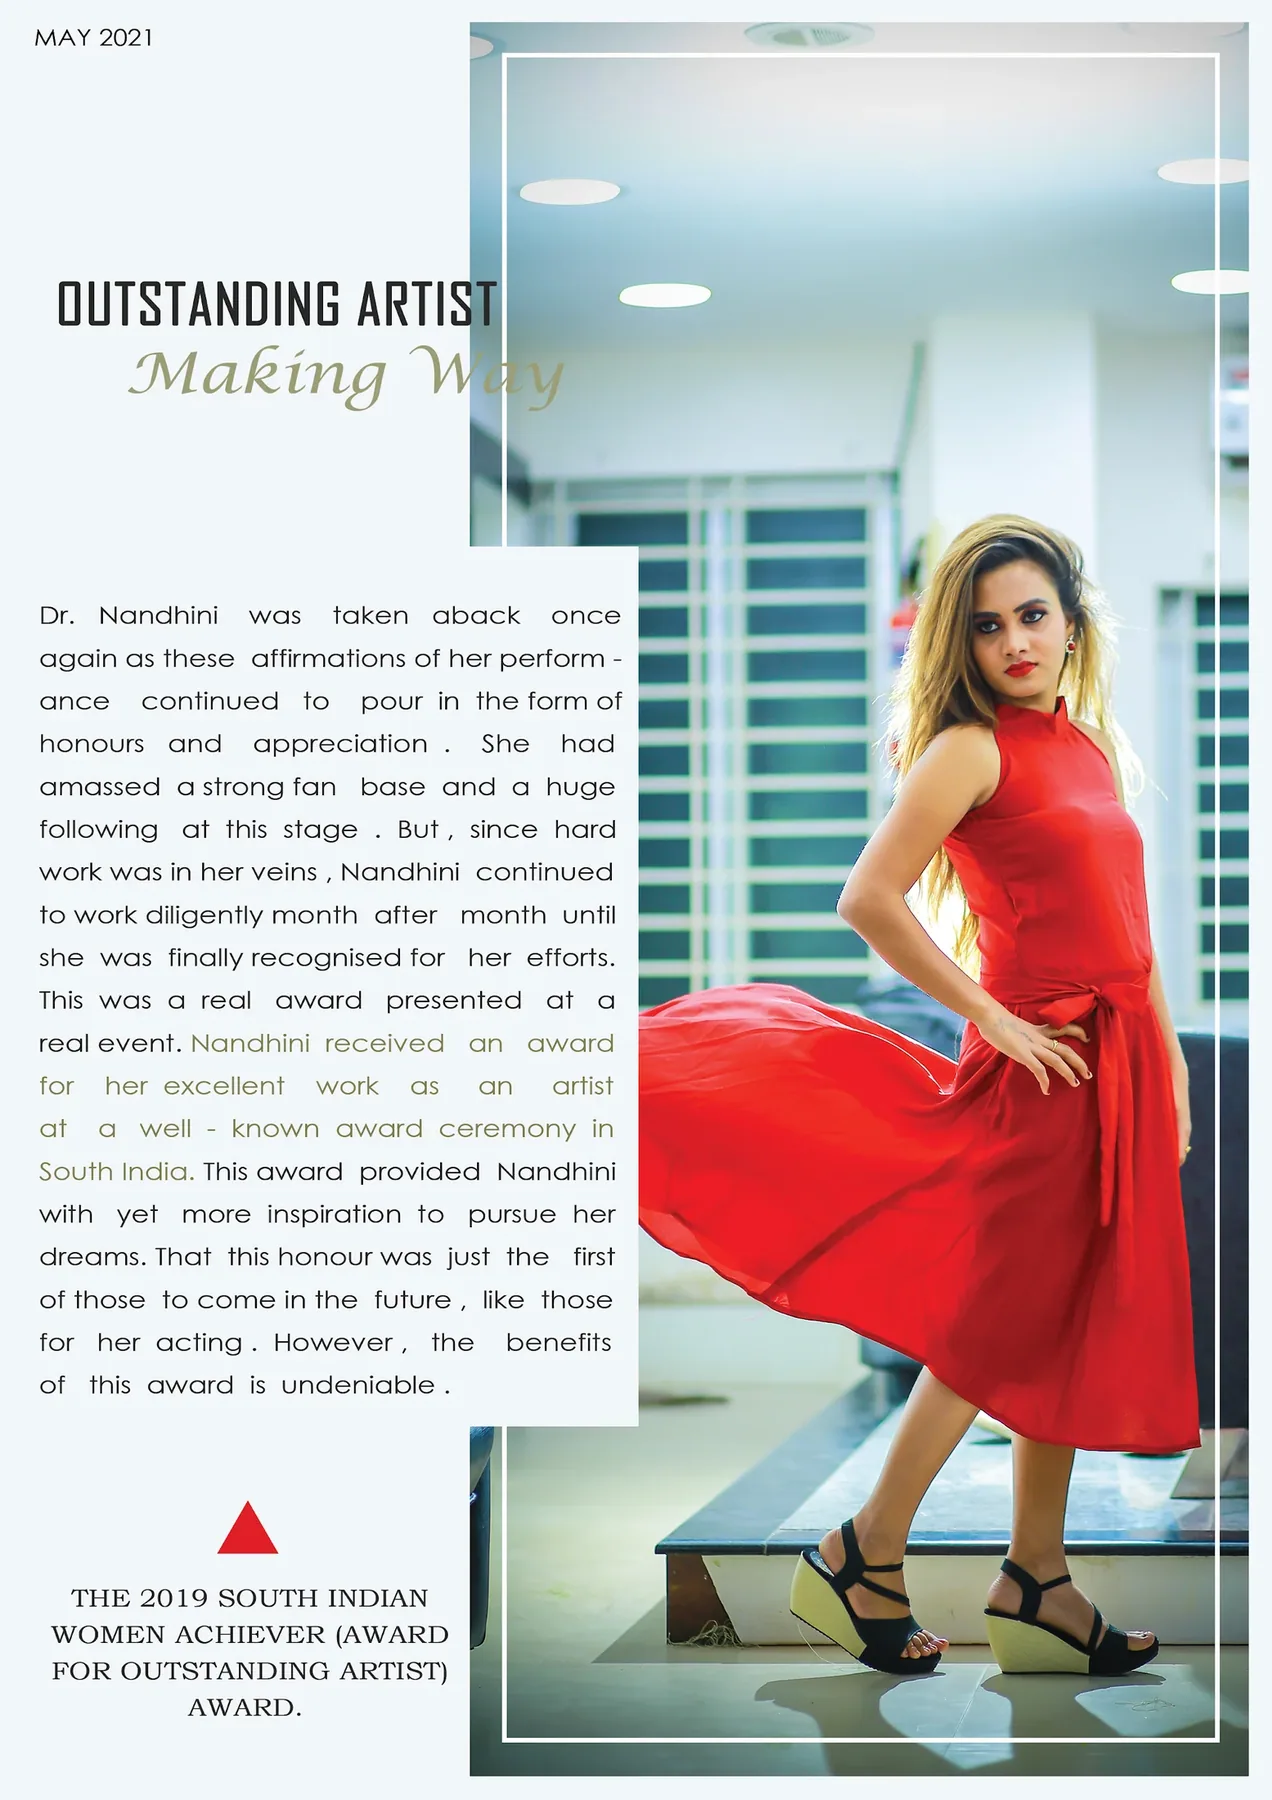 MAY 2021
OUTSTANDING ARTIST
Making Way
Dr. Nandhini was taken aback once
again as these affirmations of her perform -
ance continued to pour in the form of
honours and appreciation . She had
amassed a strong fan base and a huge
following at this stage . But , since hard
work was in her veins , Nandhini continued
to work diligently month after month until
she was finally recognised for her efforts.
This was a real award presented at a
real event. Nandhini received an award
for her excellent work as an artist
at a well - known award ceremony in
South India. This award provided Nandhini
with yet more inspiration to pursue her
dreams. That this honour was just the first
of those to come in the future , like those
for her acting . However , the benefits
of this award is undeniable .
THE 2019 SOUTH INDIAN
WOMEN ACHIEVER (AWARD
FOR OUTSTANDING ARTIST)
AWARD.